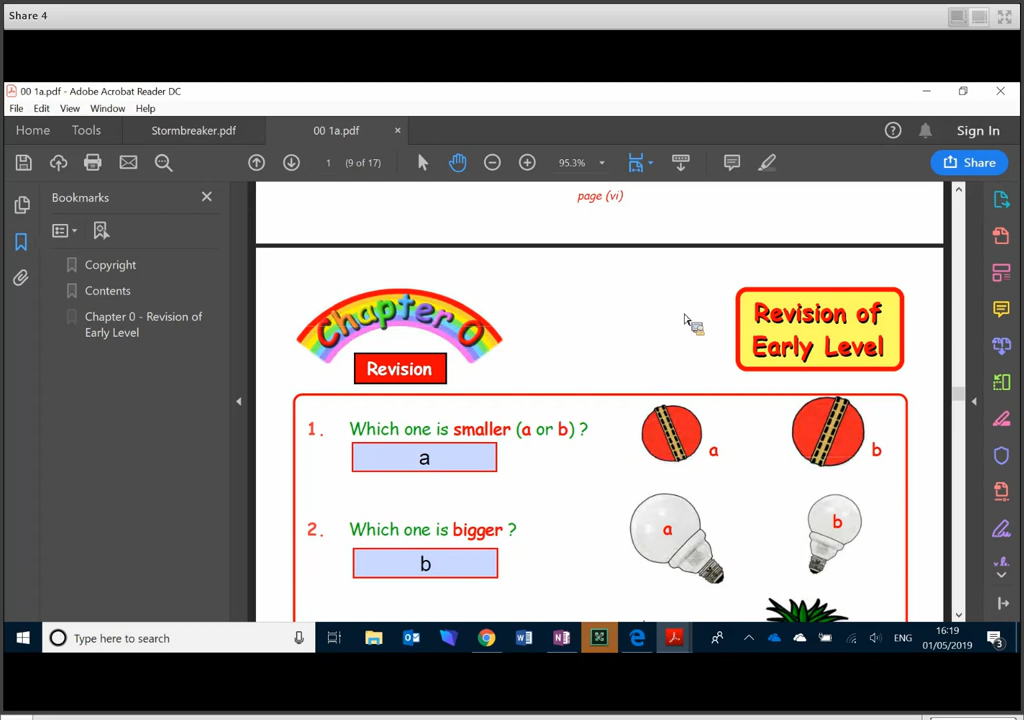 Share 4
00 1a.pdf - Adobe Acrobat Reader DC
File Edit View Window Help
Home Tools Stormbreaker.pdf 00 1a.pdf × Sign In
1 (9 of 17) 95.3% Share
Bookmarks
page (vi)
Copyright
Contents
Chapter 0 - Revision of
Early Level
Chapter 0
Revision
Revision of
Early Level
1. Which one is smaller (a or b) ?
a
a
b
2. Which one is bigger ?
b
a
b
Type here to search
ENG
16:19
01/05/2019
3